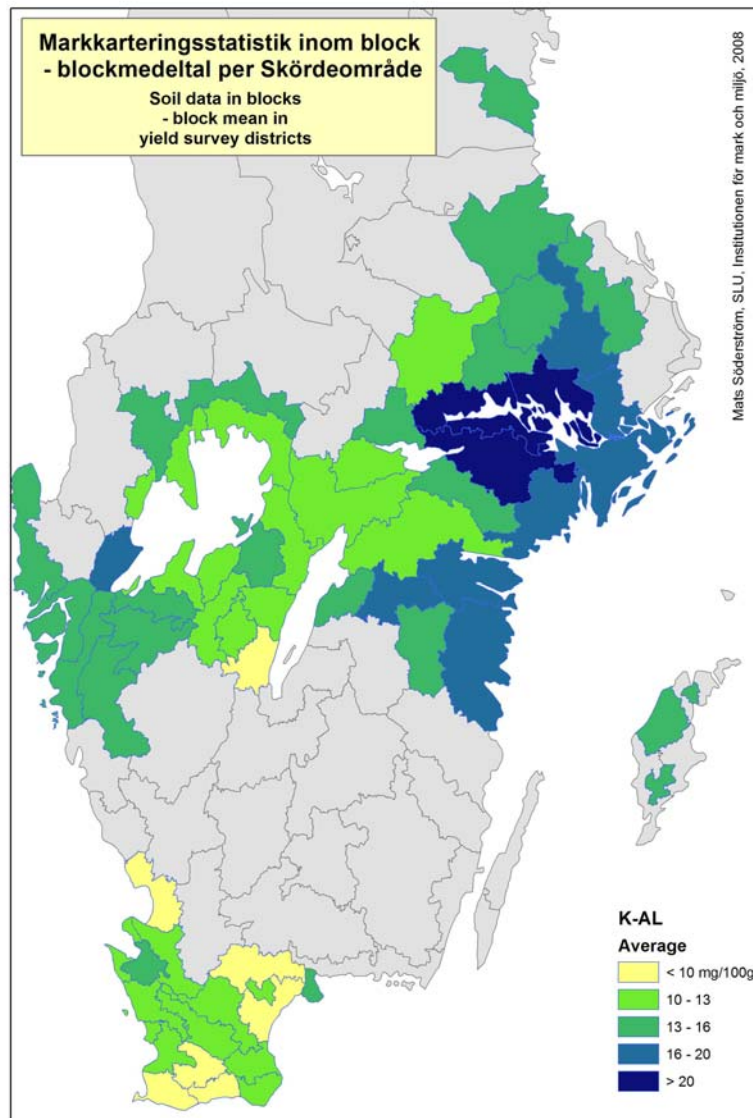 Markkarteringsstatistik inom block
- blockmedeltal per Skördeområde
Soil data in blocks
- block mean in
yield survey districts
Mats Söderström, SLU, Institutionen för mark och miljö, 2008
K-AL
Average
< 10 mg/100g
10 - 13
13 - 16
16 - 20
> 20